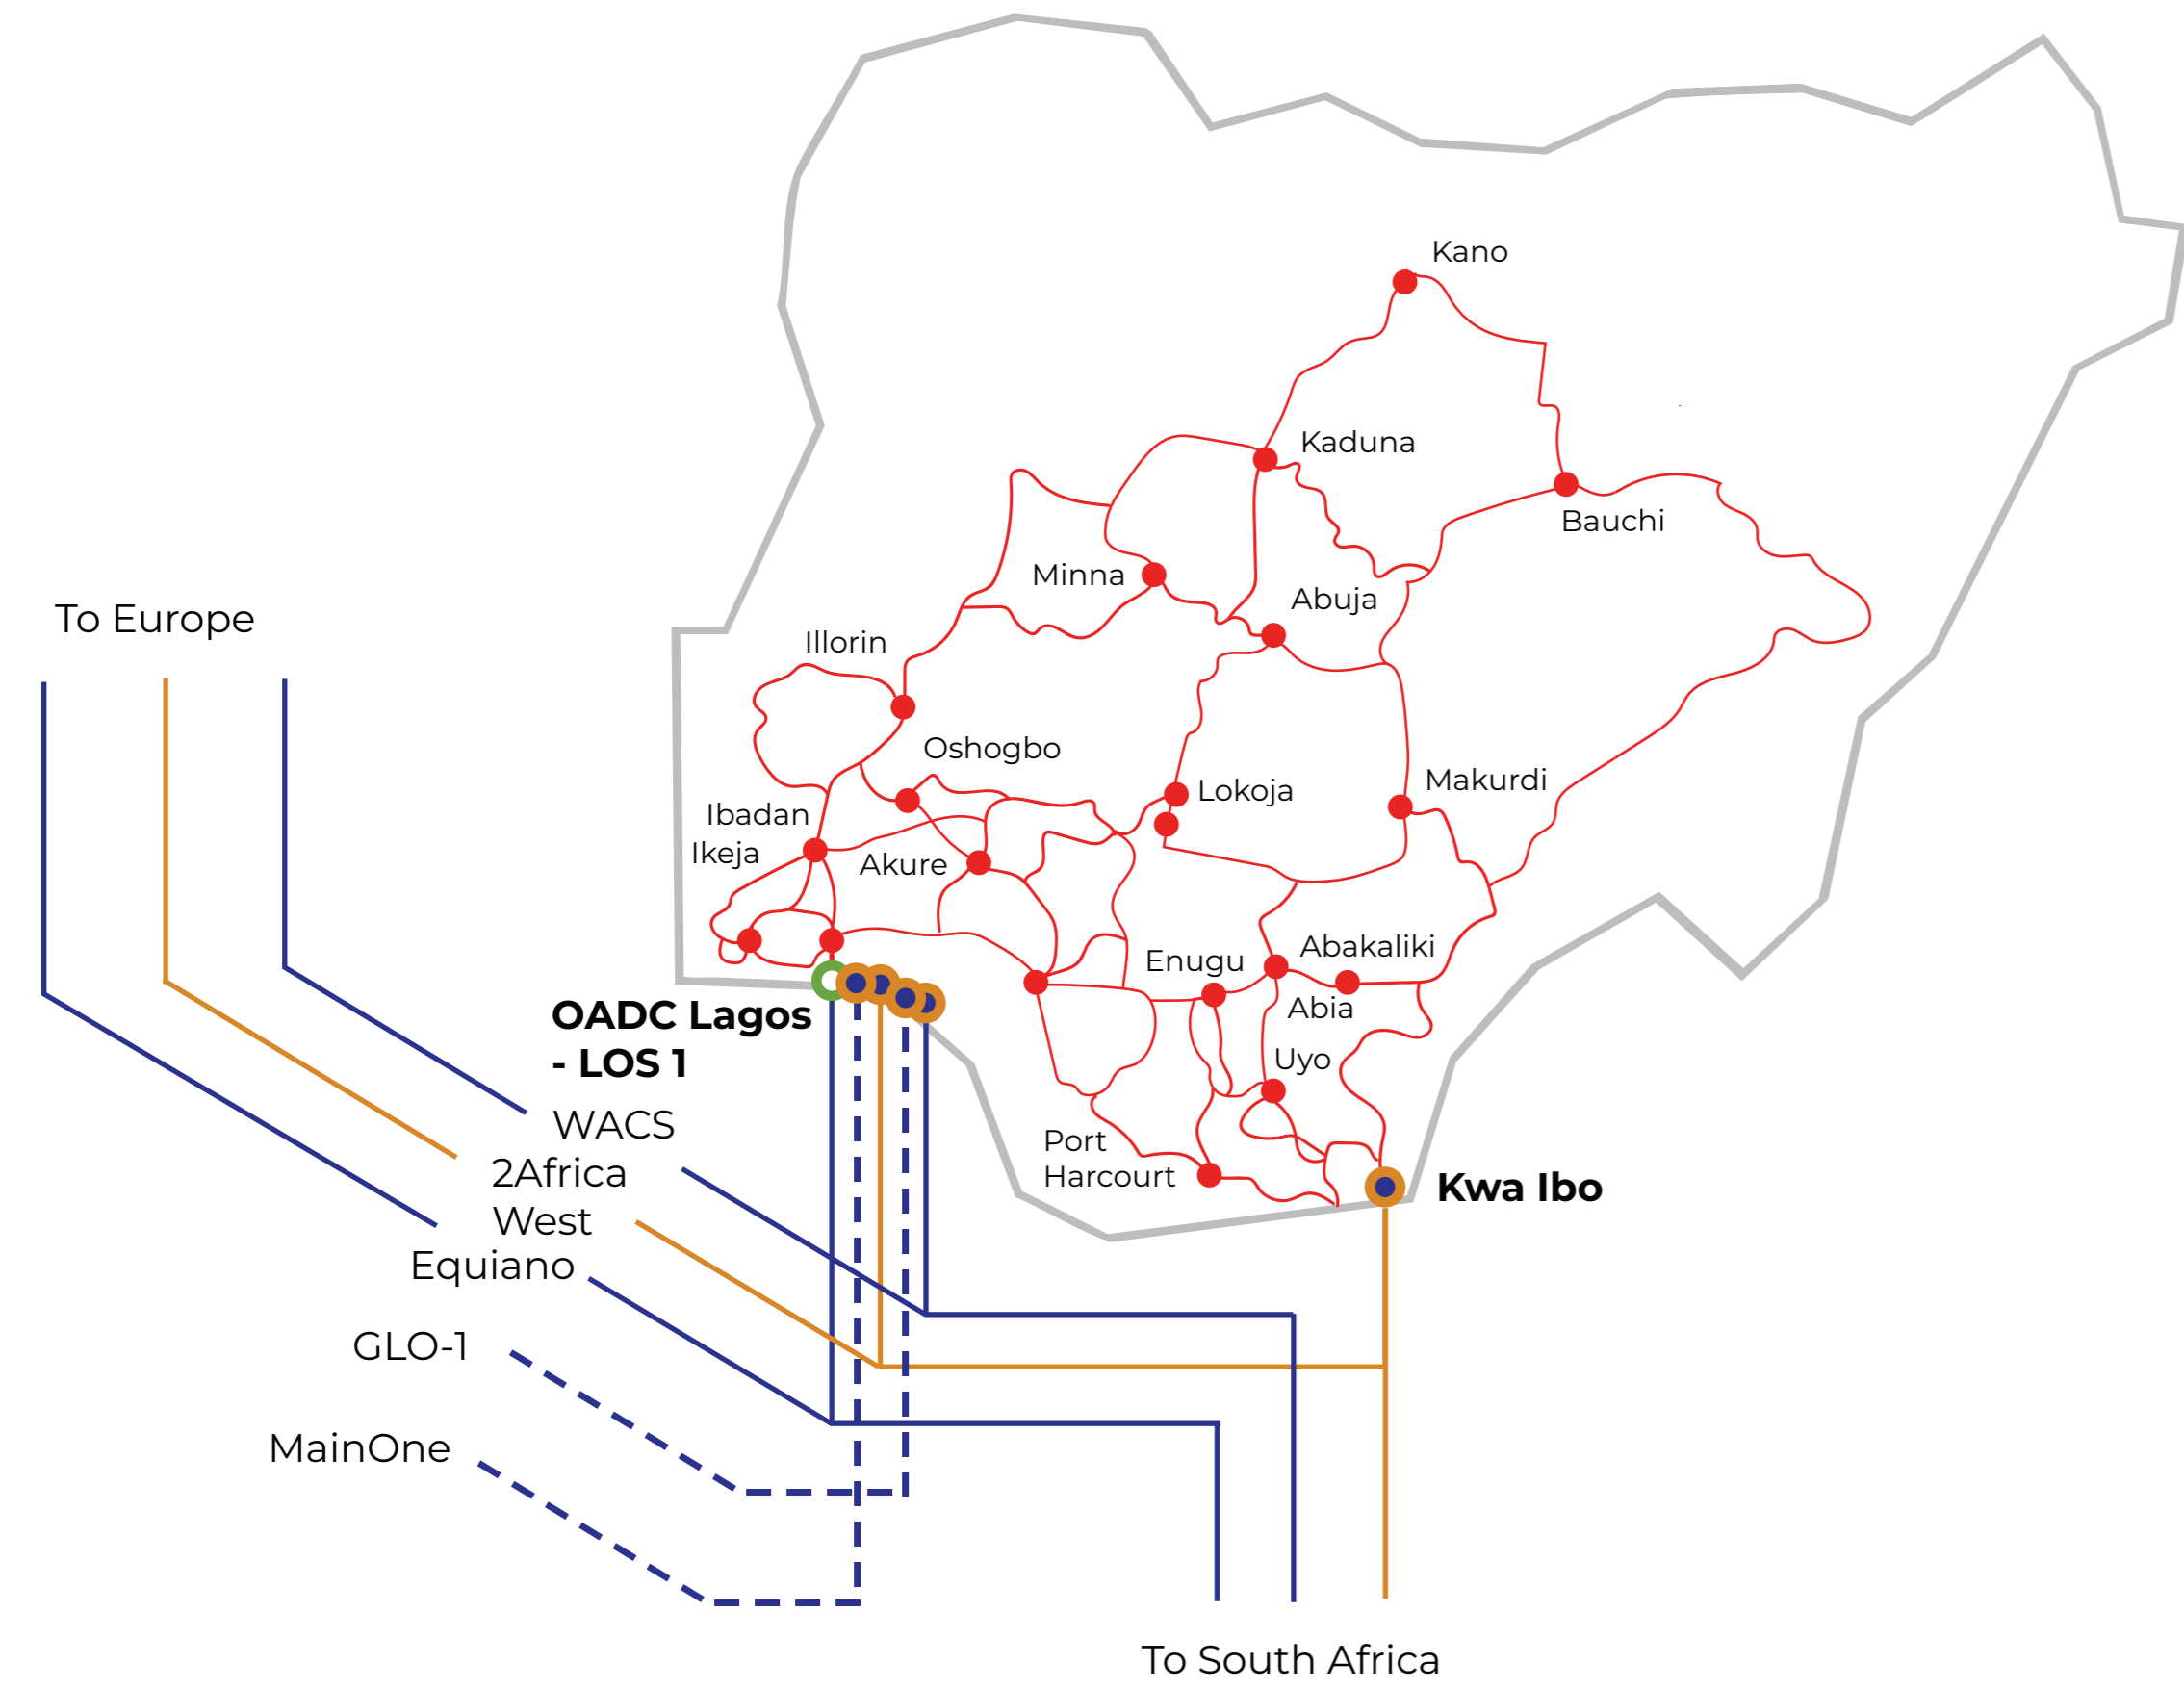 Kano
Kaduna
Bauchi
Minna
Abuja
To Europe
Illorin
Oshogbo
Makurdi
Lokoja
Ibadan
Ikeja
Akure
Abakaliki
Enugu
Abia
OADC Lagos
- LOS 1
Uyo
WACS
Port
Harcourt
2Africa
West
Kwa Ibo
Equiano
GLO-1
MainOne
To South Africa